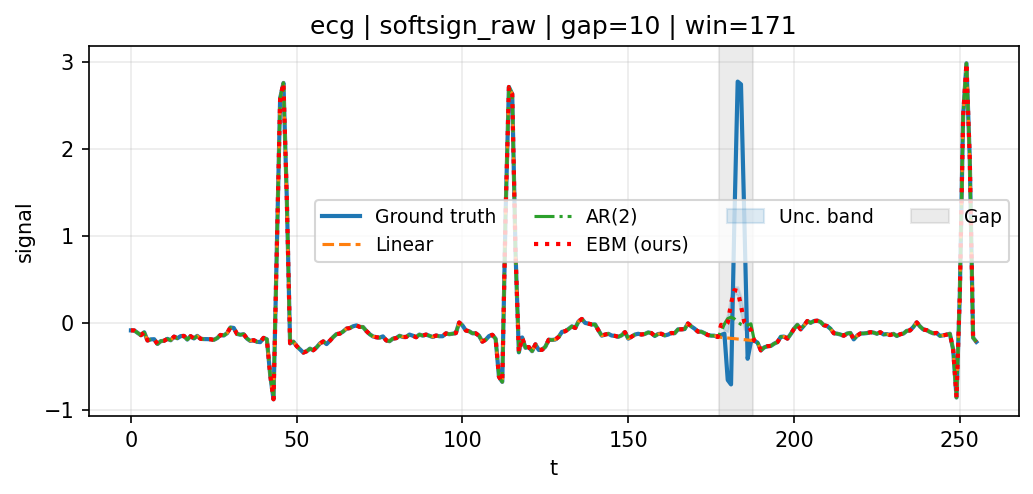 ecg | softsign_raw | gap=10 | win=171
signal
3
2
1
0
−1
Ground truth
Linear
AR(2)
EBM (ours)
Unc. band
Gap
0 50 100 150 200 250
t